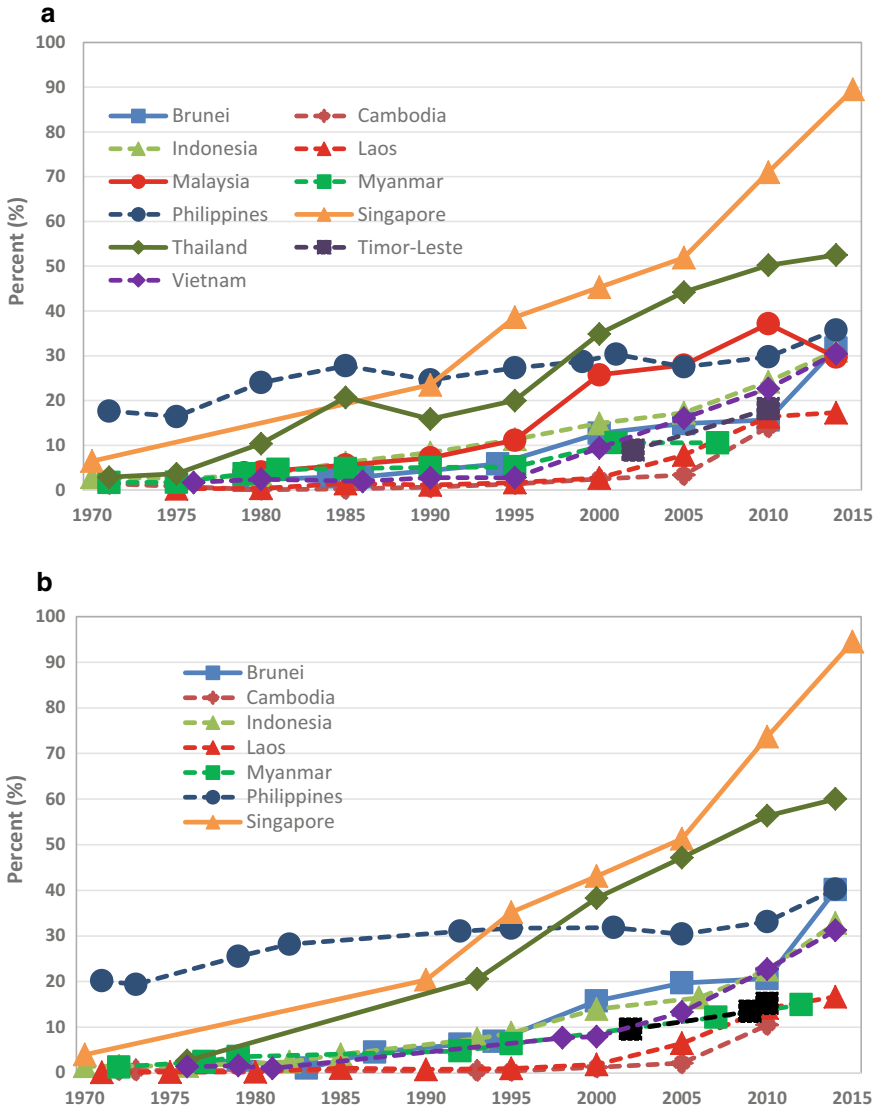 a
100
90
80
70
60
50
40
30
20
10
0
Percent (%)
Brunei Cambodia
Indonesia Laos
Malaysia Myanmar
Philippines Singapore
Thailand Timor-Leste
Vietnam
1970 1975 1980 1985 1990 1995 2000 2005 2010 2015
b
100
90
80
70
60
50
40
30
20
10
0
Percent (%)
Brunei
Cambodia
Indonesia
Laos
Myanmar
Philippines
Singapore
1970 1975 1980 1985 1990 1995 2000 2005 2010 2015